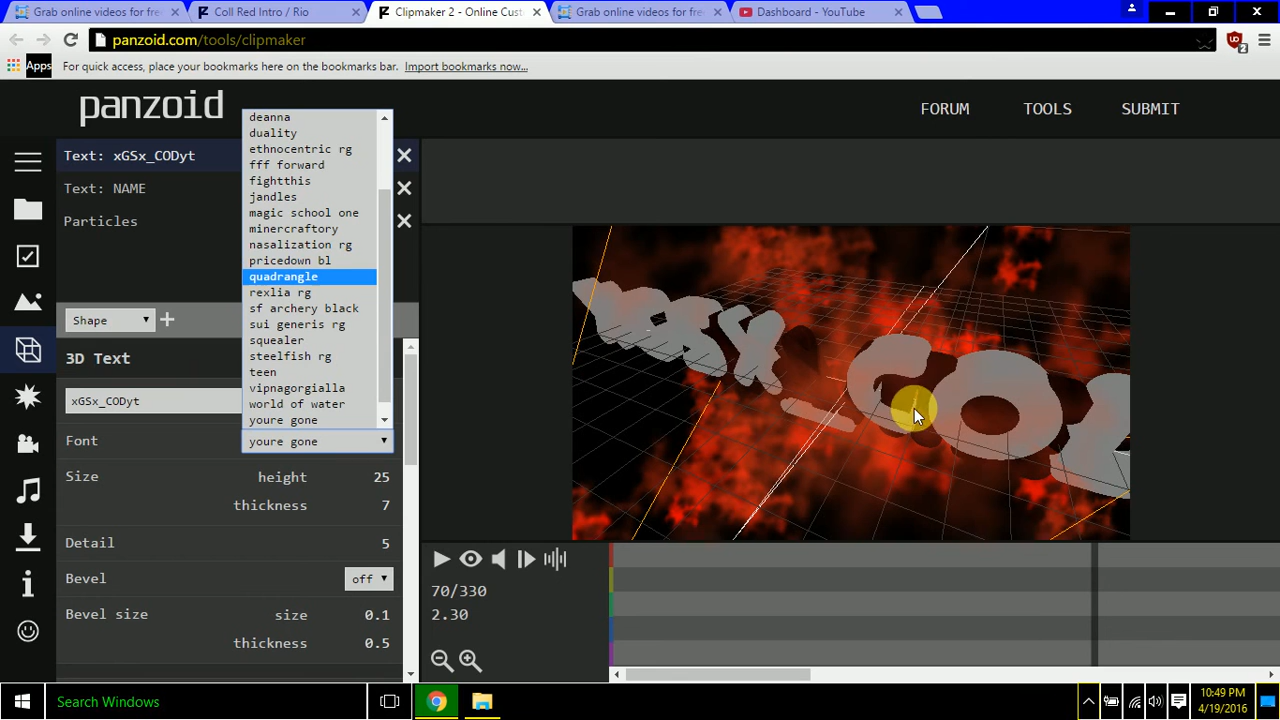 Grab online videos for fre
Coll Red Intro / Rio
Clipmaker 2 - Online Cust
Grab online videos for fre
Dashboard - YouTube
panzoid.com/tools/clipmaker
2
Apps
For quick access, place your bookmarks here on the bookmarks bar.
Import bookmarks now...
panzoid
FORUM
TOOLS
SUBMIT
Text: xGSx_CODyt
Text: NAME
Particles
Shape
3D Text
xGSx_CODyt
deanna
duality
ethnocentric rg
fff forward
fightthis
jandles
magic school one
minercraftory
nasalization rg
pricedown bl
quadrangle
rexlia rg
sf archery black
sui generis rg
squealer
steelfish rg
teen
vipnagorgialla
world of water
youre gone
Font
youre gone
Size
height
25
thickness
7
Detail
5
Bevel
off
Bevel size
size
0.1
thickness
0.5
70/330
2.30
Search Windows
10:49 PM
4/19/2016